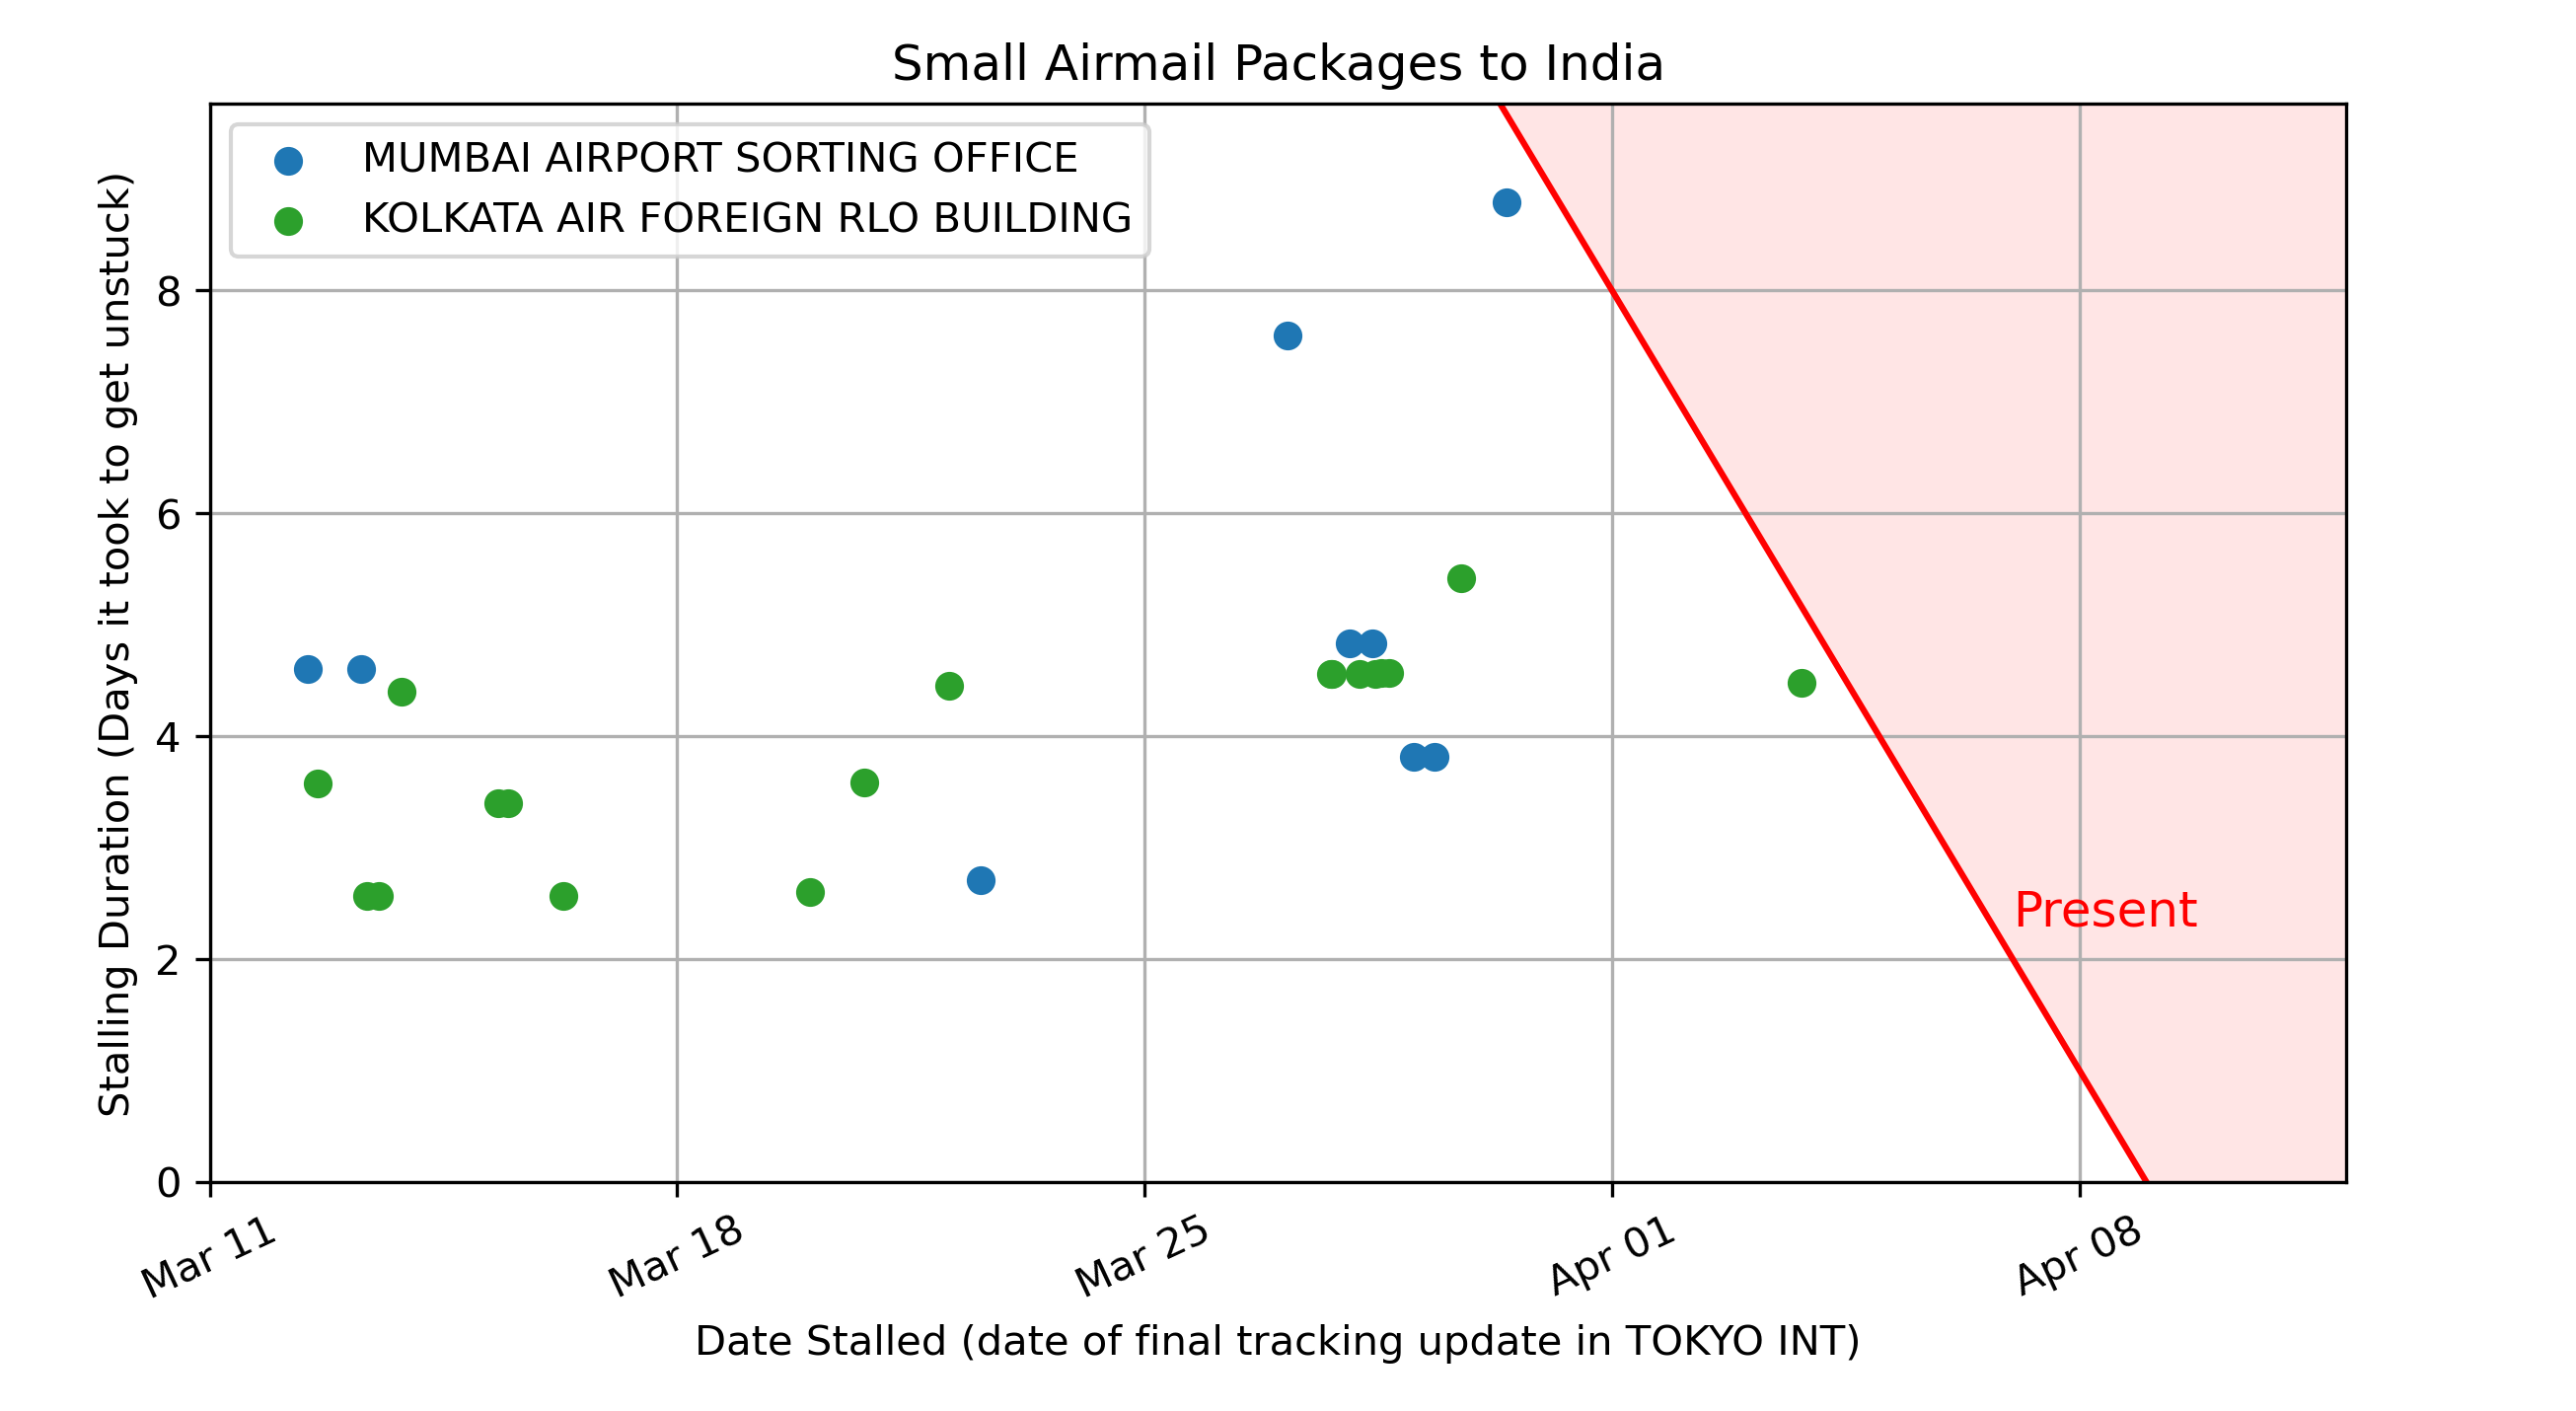 Small Airmail Packages to India
MUMBAI AIRPORT SORTING OFFICE
KOLKATA AIR FOREIGN RLO BUILDING
Stalling Duration (Days it took to get unstuck)
8
6
4
2
0
Present
Mar 11
Mar 18
Mar 25
Apr 01
Apr 08
Date Stalled (date of final tracking update in TOKYO INT)